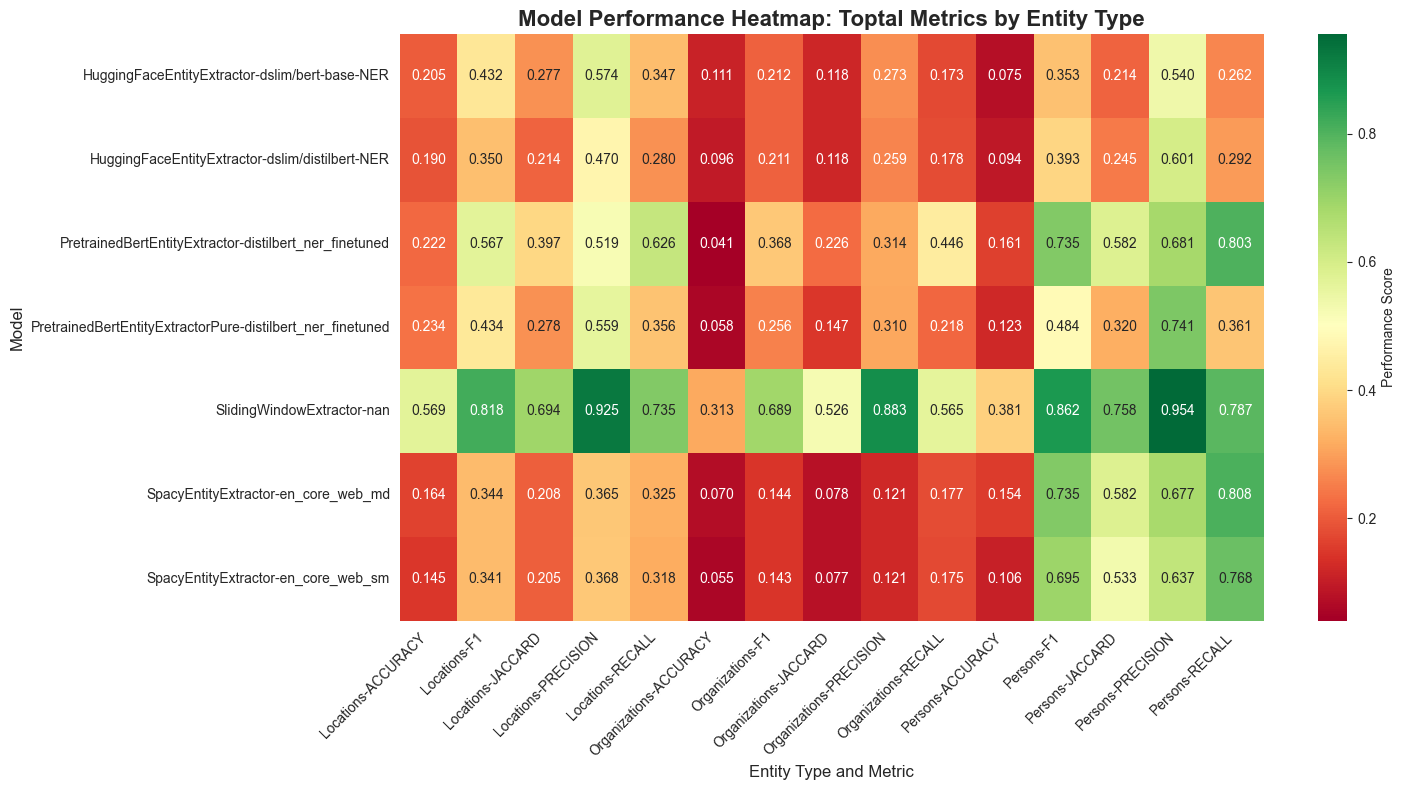 Model Performance Heatmap: Toptal Metrics by Entity Type
Model
HuggingFaceEntityExtractor-dslim/bert-base-NER 0.205 0.432 0.277 0.574 0.347 0.111 0.212 0.118 0.273 0.173 0.075 0.353 0.214 0.540 0.262
HuggingFaceEntityExtractor-dslim/distilbert-NER 0.190 0.350 0.214 0.470 0.280 0.096 0.211 0.118 0.259 0.178 0.094 0.393 0.245 0.601 0.292
PretrainedBertEntityExtractor-distilbert_ner_finetuned 0.222 0.567 0.397 0.519 0.626 0.041 0.368 0.226 0.314 0.446 0.161 0.735 0.582 0.681 0.803
PretrainedBertEntityExtractorPure-distilbert_ner_finetuned 0.234 0.434 0.278 0.559 0.356 0.058 0.256 0.147 0.310 0.218 0.123 0.484 0.320 0.741 0.361
SlidingWindowExtractor-nan 0.569 0.818 0.694 0.925 0.735 0.313 0.689 0.526 0.883 0.565 0.381 0.862 0.758 0.954 0.787
SpacyEntityExtractor-en_core_web_md 0.164 0.344 0.208 0.365 0.325 0.070 0.144 0.078 0.121 0.177 0.154 0.735 0.582 0.677 0.808
SpacyEntityExtractor-en_core_web_sm 0.145 0.341 0.205 0.368 0.318 0.055 0.143 0.077 0.121 0.175 0.106 0.695 0.533 0.637 0.768
Locations-ACCURACY
Locations-F1
Locations-JACCARD
Locations-PRECISION
Locations-RECALL
Organizations-ACCURACY
Organizations-F1
Organizations-JACCARD
Organizations-PRECISION
Organizations-RECALL
Persons-ACCURACY
Persons-F1
Persons-JACCARD
Persons-PRECISION
Persons-RECALL
Entity Type and Metric
0.8
0.6
0.4
0.2
Performance Score